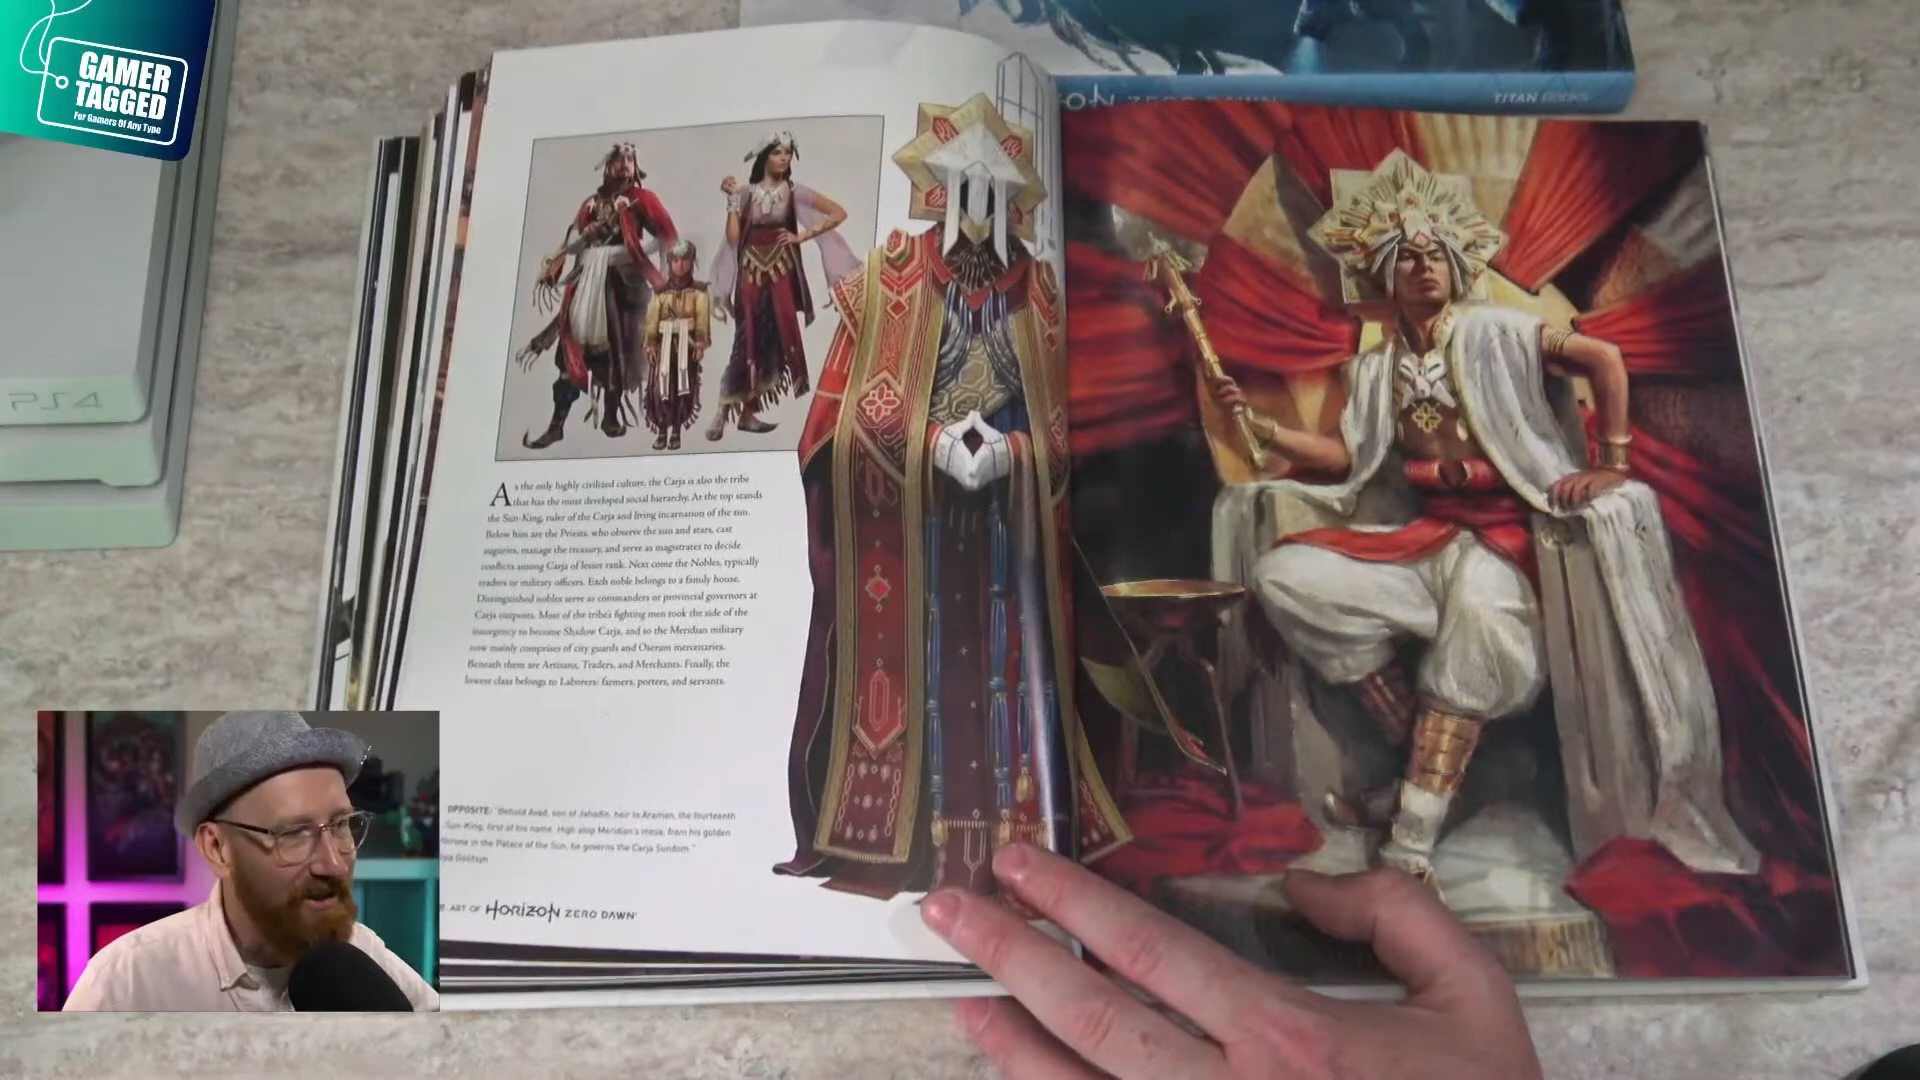 GAMER
TAGGED
For Gamers Of Any Type
ON ZERO DAWN
TITAN BOOKS
PS4
As the only highly civilized culture, the Carja is also the tribe
that has the most developed social hierarchy. At the top stands
the Sun-King, ruler of the Carja and living incarnation of the sun.
Below him are the Priests, who observe the sun and stars, cast
auguries, manage the treasury, and serve as magistrates to decide
conflicts among Carja of lesser rank. Next come the Nobles, typically
traders or military officers. Each noble belongs to a family house.
Distinguished nobles serve as commanders or provincial governors at
Carja outposts. Most of the tribe's fighting men took the side of the
insurgency to become Shadow Carja, and so the Meridian military
now mainly comprises of city guards and Oseram mercenaries.
Beneath them are Artisans, Traders, and Merchants. Finally, the
lowest class belongs to Laborers: farmers, porters, and servants.
OPPOSITE: "Behold Avad, son of Jahadin, heir to Araman, the fourteenth
Sun-King, first of his name. High atop Meridian's mesa, from his golden
throne in the Palace of the Sun, he governs the Carja Sundom."
ART OF HORIZON ZERO DAWN